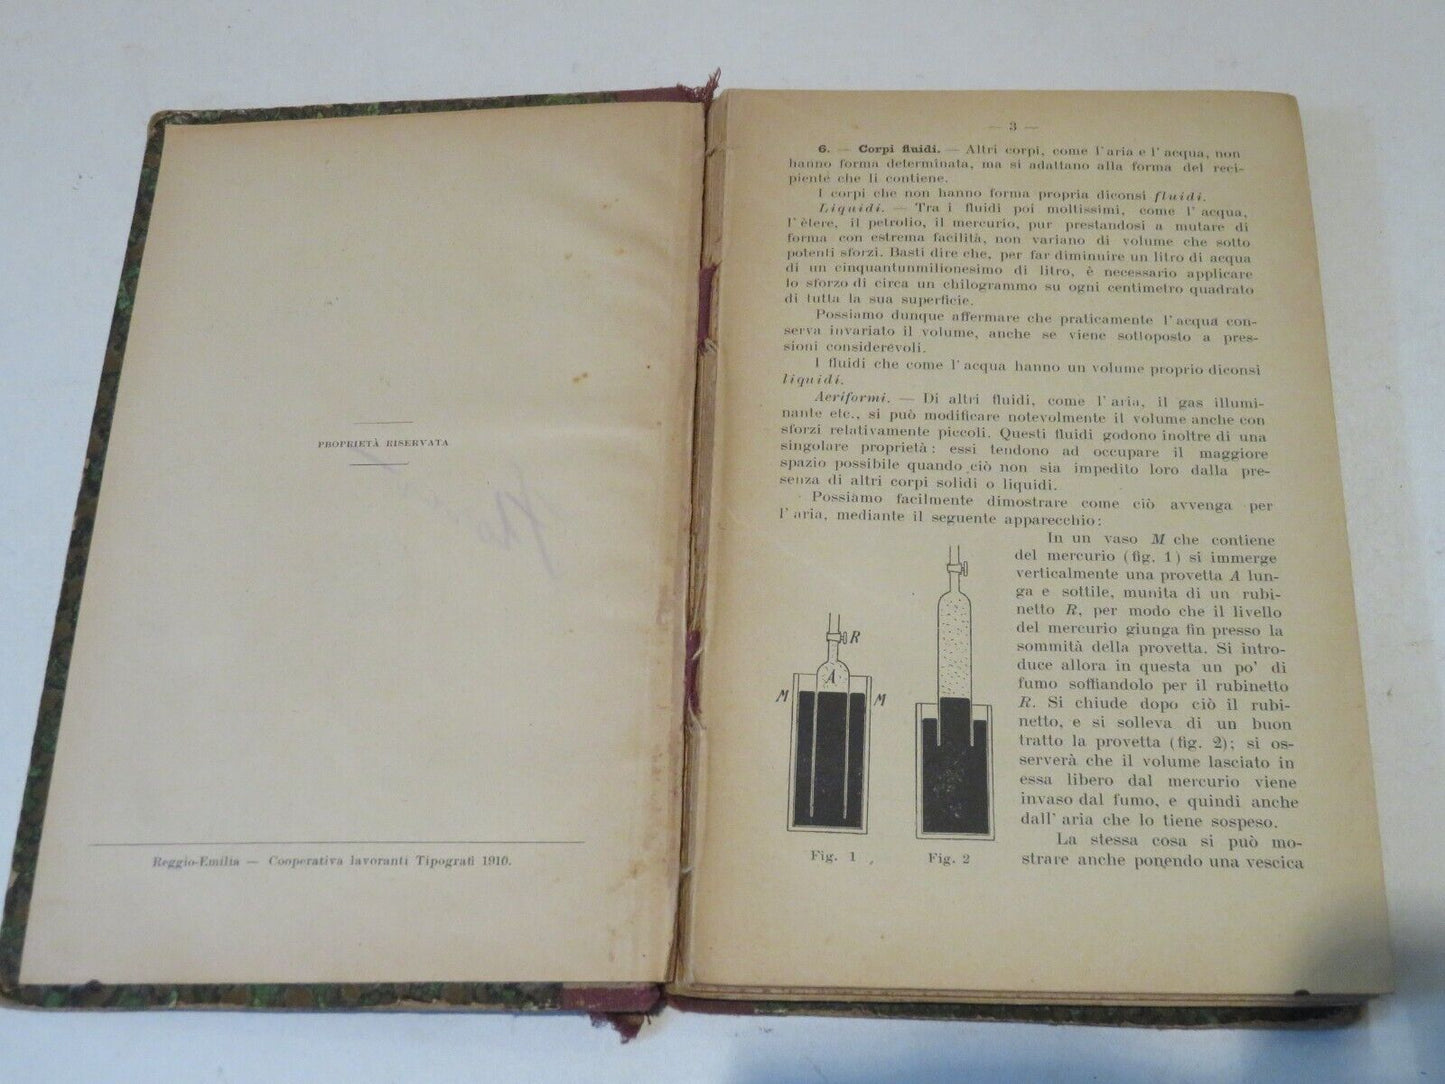 PROPRIETÀ RISERVATA
Reggio-Emilia — Cooperativa lavoranti Tipografi 1910.
— 3 —
6. — Corpi fluidi. — Altri corpi, come l'aria e l'acqua, non
hanno forma determinata, ma si adattano alla forma del reci-
piente che li contiene.
I corpi che non hanno forma propria diconsi fluidi.
Liquidi. — Tra i fluidi poi moltissimi, come l'acqua,
l'ètere, il petrolio, il mercurio, pur prestandosi a mutare di
forma con estrema facilità, non variano di volume che sotto
potenti sforzi. Basti dire che, per far diminuire un litro di acqua
di un cinquantunmilionesimo di litro, è necessario applicare
lo sforzo di circa un chilogrammo su ogni centimetro quadrato
di tutta la sua superficie.
Possiamo dunque affermare che praticamente l'acqua con-
serva invariato il volume, anche se viene sottoposto a pres-
sioni considerévoli.
I fluidi che come l'acqua hanno un volume proprio diconsi
liquidi.
Aeriformi. — Di altri fluidi, come l'aria, il gas illumi-
nante etc., si può modificare notevolmente il volume anche con
sforzi relativamente piccoli. Questi fluidi godono inoltre di una
singolare proprietà: essi tendono ad occupare il maggiore
spazio possibile quando ciò non sia impedito loro dalla pre-
senza di altri corpi solidi o liquidi.
Possiamo facilmente dimostrare come ciò avvenga per
l'aria, mediante il seguente apparecchio:
In un vaso M che contiene
del mercurio (fig. 1) si immerge
verticalmente una provetta A lun-
ga e sottile, munita di un rubi-
netto R, per modo che il livello
del mercurio giunga fin presso la
sommità della provetta. Si intro-
duce allora in questa un po' di
fumo soffiandolo per il rubinetto
R. Si chiude dopo ciò il rubi-
netto, e si solleva di un buon
tratto la provetta (fig. 2); si os-
serverà che il volume lasciato in
essa libero dal mercurio viene
invaso dal fumo, e quindi anche
dall'aria che lo tiene sospeso.
La stessa cosa si può mo-
strare anche ponendo una vescica
R
A
M
M
Fig. 1
Fig. 2